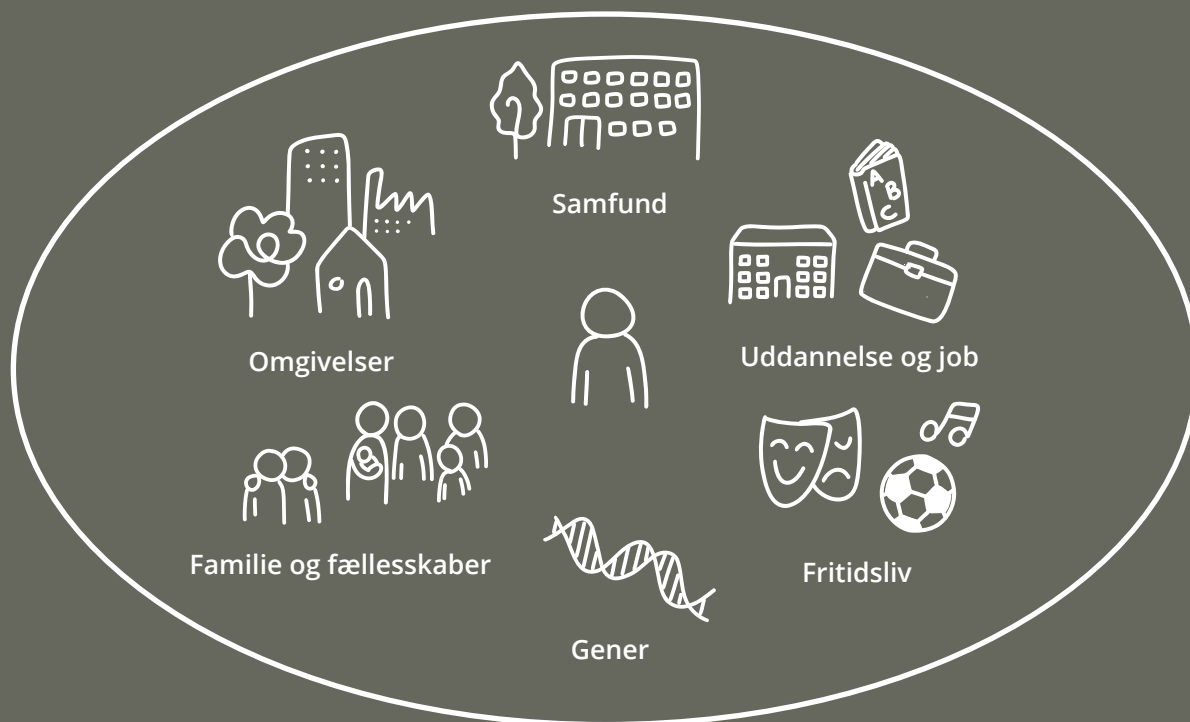 Samfund
A
B
C
Omgivelser
Uddannelse og job
Familie og fællesskaber
Fritidsliv
Gener